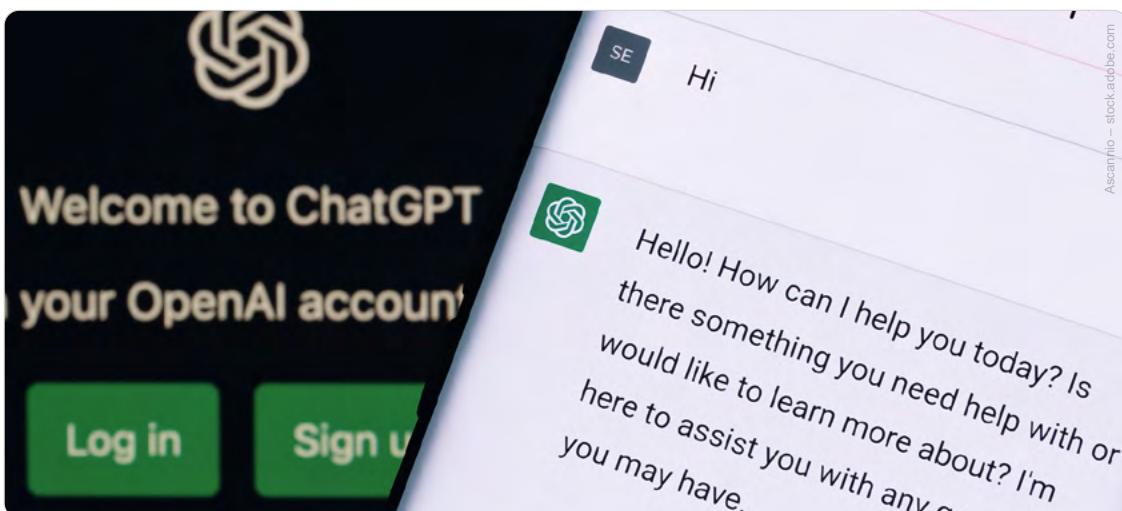 Welcome to ChatGPT
your OpenAI account
Log in
Sign u
SE
Hi
Hello! How can I help you today? Is
there something you need help with or
would like to learn more about? I'm
here to assist you with any
you may have.
Ascannio – stock.adobe.com